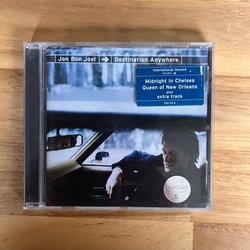 Jon Bon Jovi → Destination Anywhere
International Version
Midnight in Chelsea
Queen of New Orleans
plus
extra track